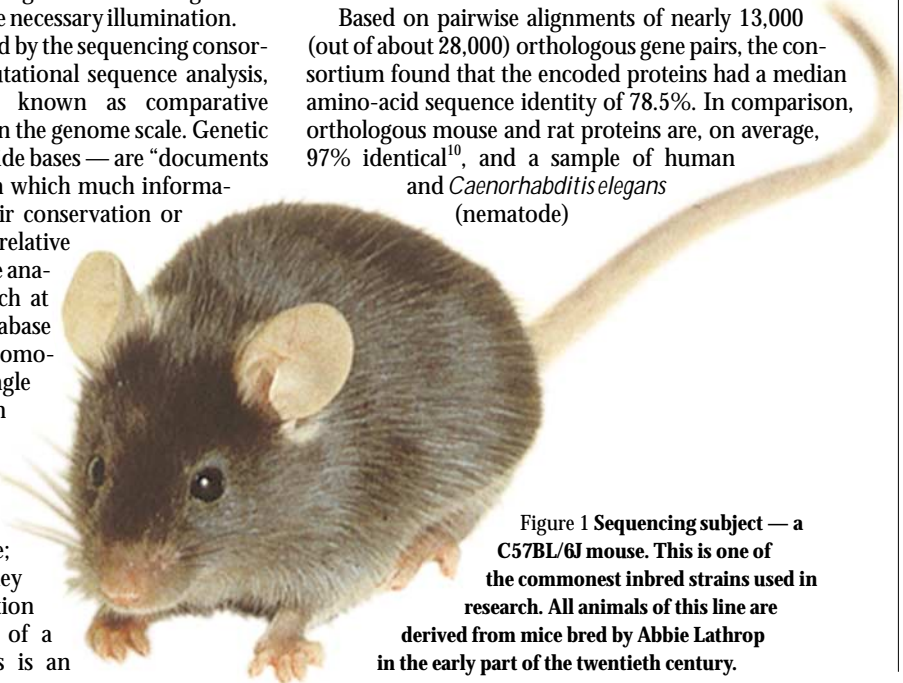 e necessary illumination.
d by the sequencing consor-
utational sequence analysis,
known as comparative
n the genome scale. Genetic
de bases — are “documents
n which much informa-
ir conservation or
relative
e ana-
ch at
abase
omo-
gle
n
e;
ey
tion
of a
s is an
Based on pairwise alignments of nearly 13,000
(out of about 28,000) orthologous gene pairs, the con-
sortium found that the encoded proteins had a median
amino-acid sequence identity of 78.5%. In comparison,
orthologous mouse and rat proteins are, on average,
97% identical¹⁰, and a sample of human
and Caenorhabditis elegans
(nematode)
Figure 1 Sequencing subject — a
C57BL/6J mouse. This is one of
the commonest inbred strains used in
research. All animals of this line are
derived from mice bred by Abbie Lathrop
in the early part of the twentieth century.